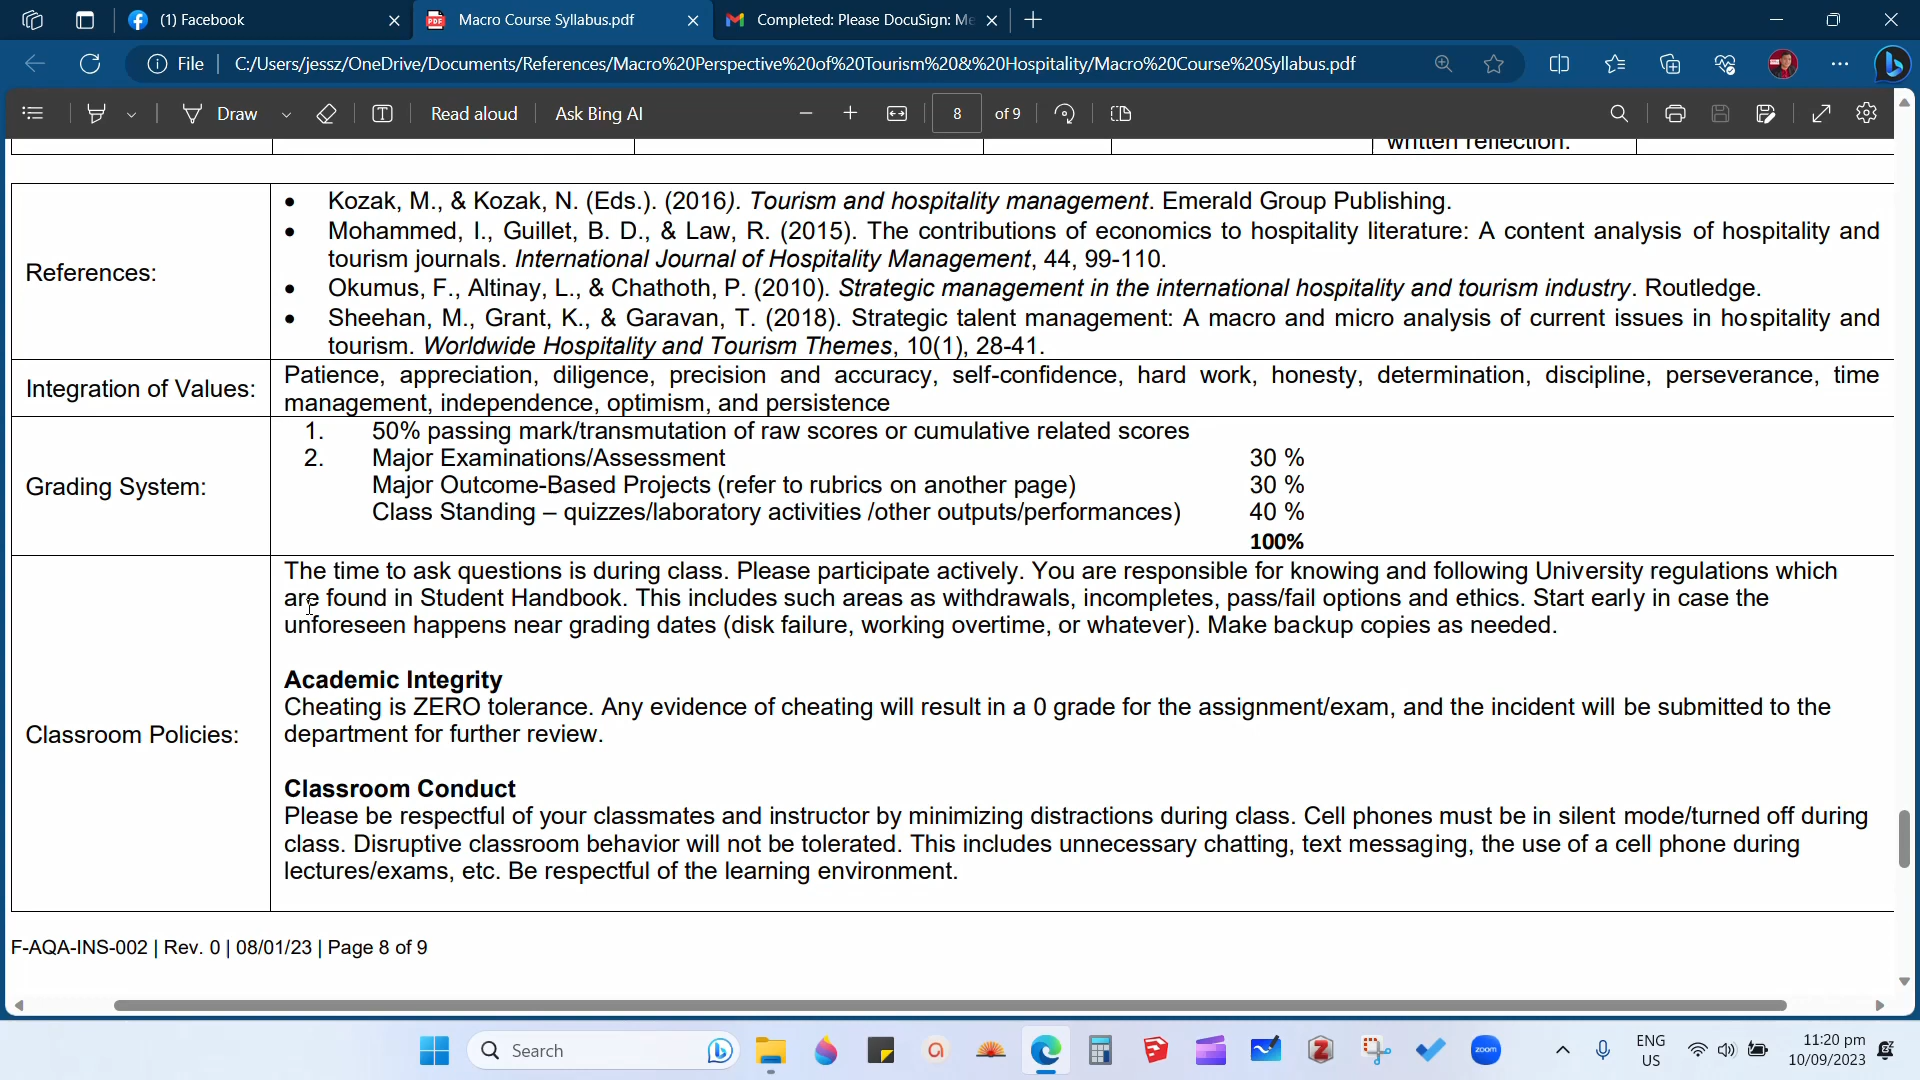 (1) Facebook
Macro Course Syllabus.pdf
Completed: Please DocuSign: Me
File
C:/Users/jessz/OneDrive/Documents/References/Macro%20Perspective%20of%20Tourism%20&%20Hospitality/Macro%20Course%20Syllabus.pdf
Draw
Read aloud
Ask Bing AI
8 of 9
written reflection.
References:
• Kozak, M., & Kozak, N. (Eds.). (2016). Tourism and hospitality management. Emerald Group Publishing.
• Mohammed, I., Guillet, B. D., & Law, R. (2015). The contributions of economics to hospitality literature: A content analysis of hospitality and
tourism journals. International Journal of Hospitality Management, 44, 99-110.
• Okumus, F., Altinay, L., & Chathoth, P. (2010). Strategic management in the international hospitality and tourism industry. Routledge.
• Sheehan, M., Grant, K., & Garavan, T. (2018). Strategic talent management: A macro and micro analysis of current issues in hospitality and
tourism. Worldwide Hospitality and Tourism Themes, 10(1), 28-41.
Integration of Values:
Patience, appreciation, diligence, precision and accuracy, self-confidence, hard work, honesty, determination, discipline, perseverance, time
management, independence, optimism, and persistence
Grading System:
1. 50% passing mark/transmutation of raw scores or cumulative related scores
2. Major Examinations/Assessment 30 %
Major Outcome-Based Projects (refer to rubrics on another page) 30 %
Class Standing – quizzes/laboratory activities /other outputs/performances) 40 %
100%
Classroom Policies:
The time to ask questions is during class. Please participate actively. You are responsible for knowing and following University regulations which
are found in Student Handbook. This includes such areas as withdrawals, incompletes, pass/fail options and ethics. Start early in case the
unforeseen happens near grading dates (disk failure, working overtime, or whatever). Make backup copies as needed.
Academic Integrity
Cheating is ZERO tolerance. Any evidence of cheating will result in a 0 grade for the assignment/exam, and the incident will be submitted to the
department for further review.
Classroom Conduct
Please be respectful of your classmates and instructor by minimizing distractions during class. Cell phones must be in silent mode/turned off during
class. Disruptive classroom behavior will not be tolerated. This includes unnecessary chatting, text messaging, the use of a cell phone during
lectures/exams, etc. Be respectful of the learning environment.
F-AQA-INS-002 | Rev. 0 | 08/01/23 | Page 8 of 9
Search
zoom
ENG
US
11:20 pm
10/09/2023